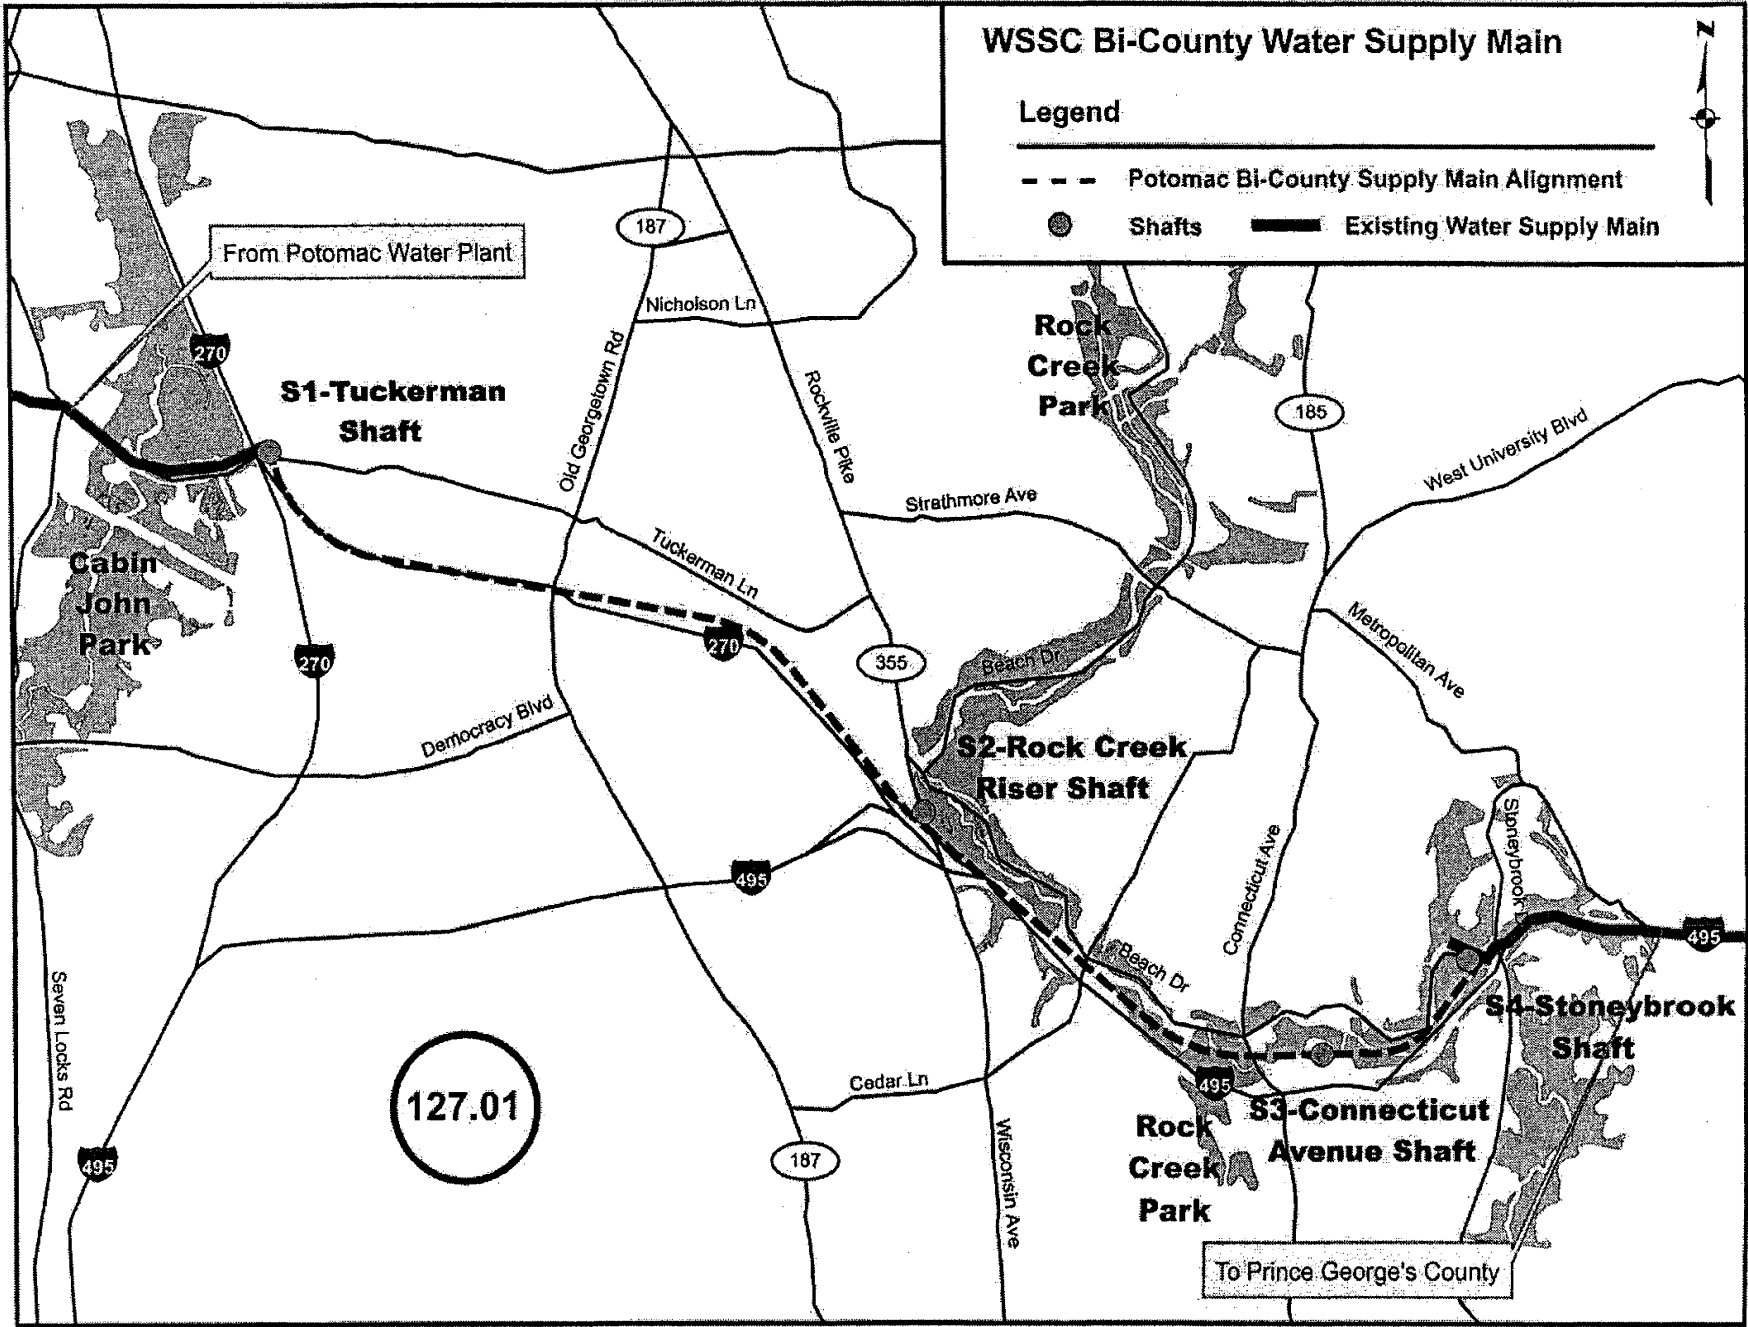 WSSC Bi-County Water Supply Main
N
Legend
Potomac Bi-County Supply Main Alignment
Shafts
Existing Water Supply Main
187
From Potomac Water Plant
Nicholson Ln
270
Rock
Creek
Park
S1-Tuckerman
Shaft
Old Georgetown Rd
Rockville Pike
185
West University Blvd
Strathmore Ave
Tuckerman Ln
Cabin
John
Park
270
270
355
Beach Dr
Metropolitan Ave
Democracy Blvd
S2-Rock Creek
Riser Shaft
Stoneybrook
Connecticut Ave
495
495
Beach Dr
S4-Stoneybrook
Shaft
Seven Locks Rd
127.01
Cedar Ln
495
S3-Connecticut
Avenue Shaft
Rock
Creek
Park
495
187
Wisconsin Ave
To Prince George's County